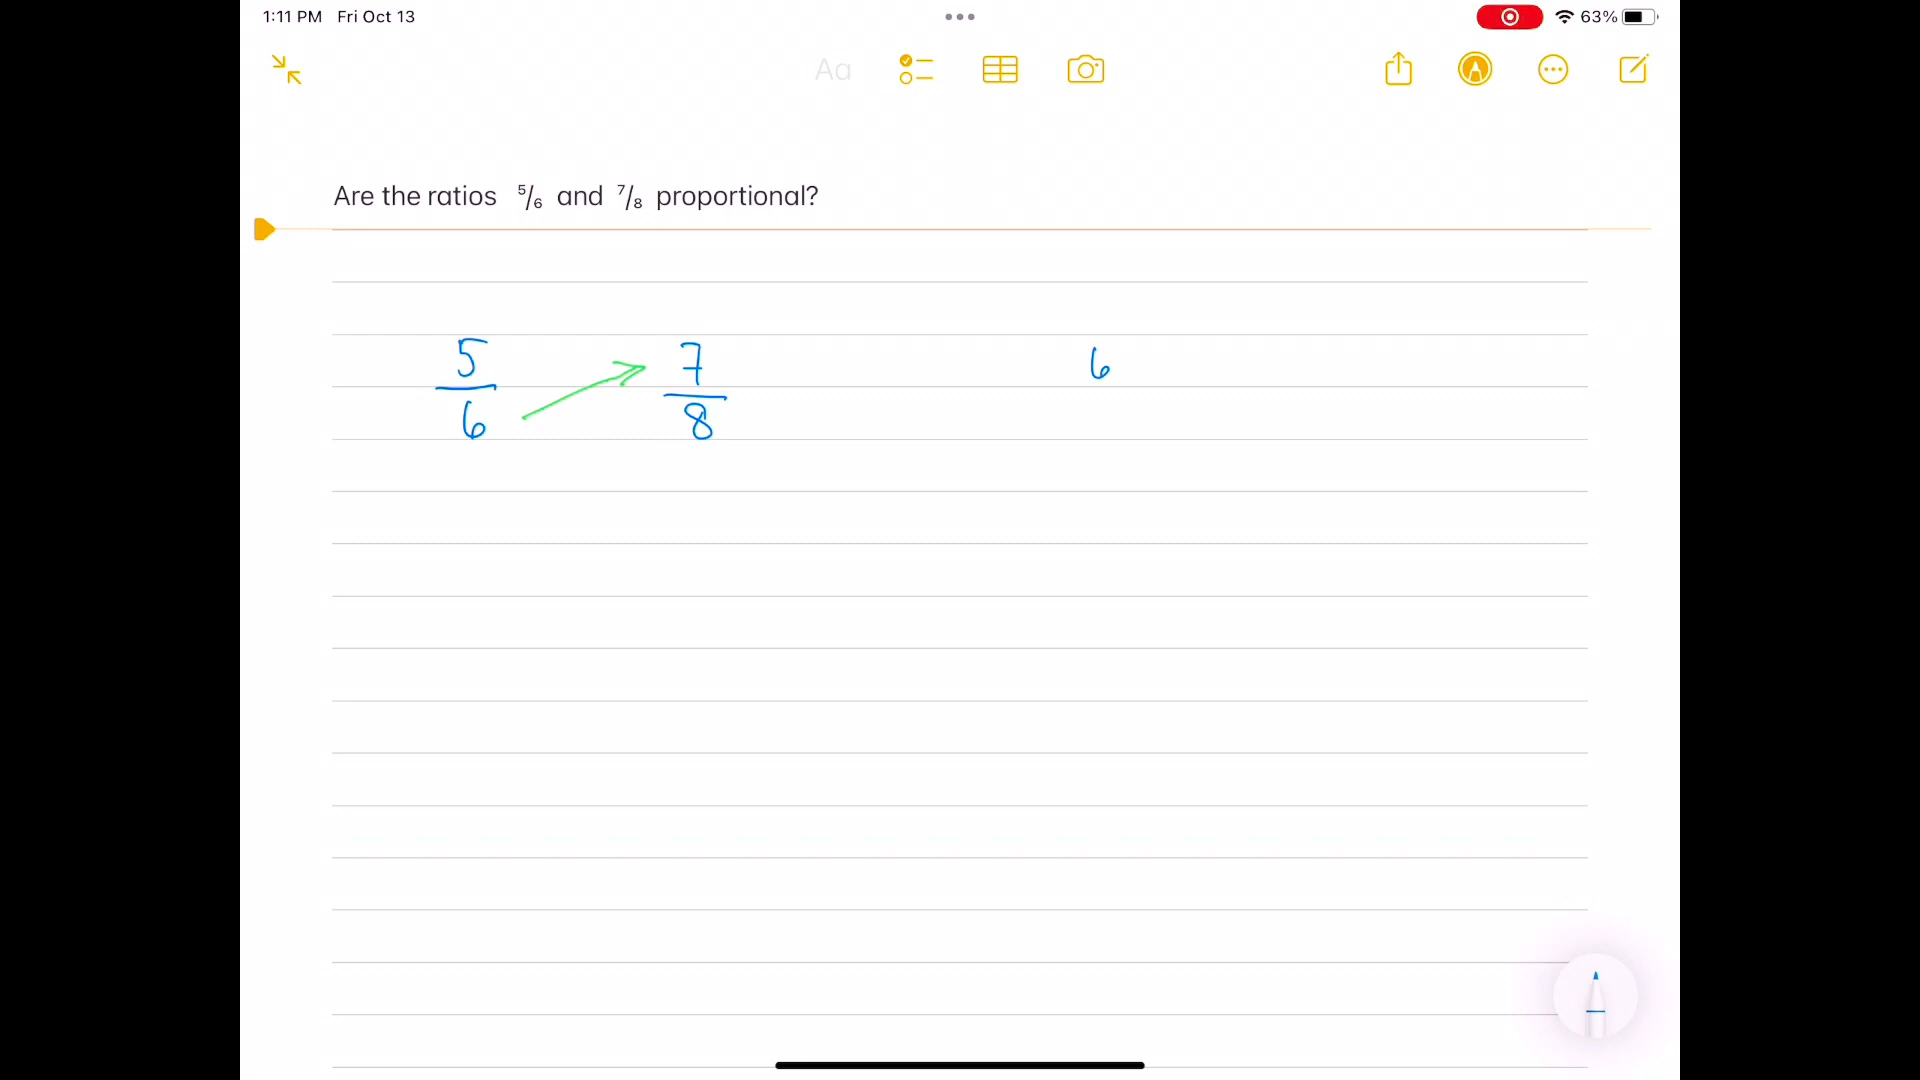 1:11 PM Fri Oct 13 63%
Aa
Are the ratios ⁵/₆ and ⁷/₈ proportional?
5 7 6
6 8